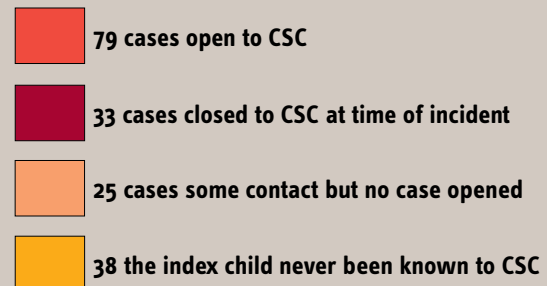 79 cases open to CSC
33 cases closed to CSC at time of incident
25 cases some contact but no case opened
38 the index child never been known to CSC